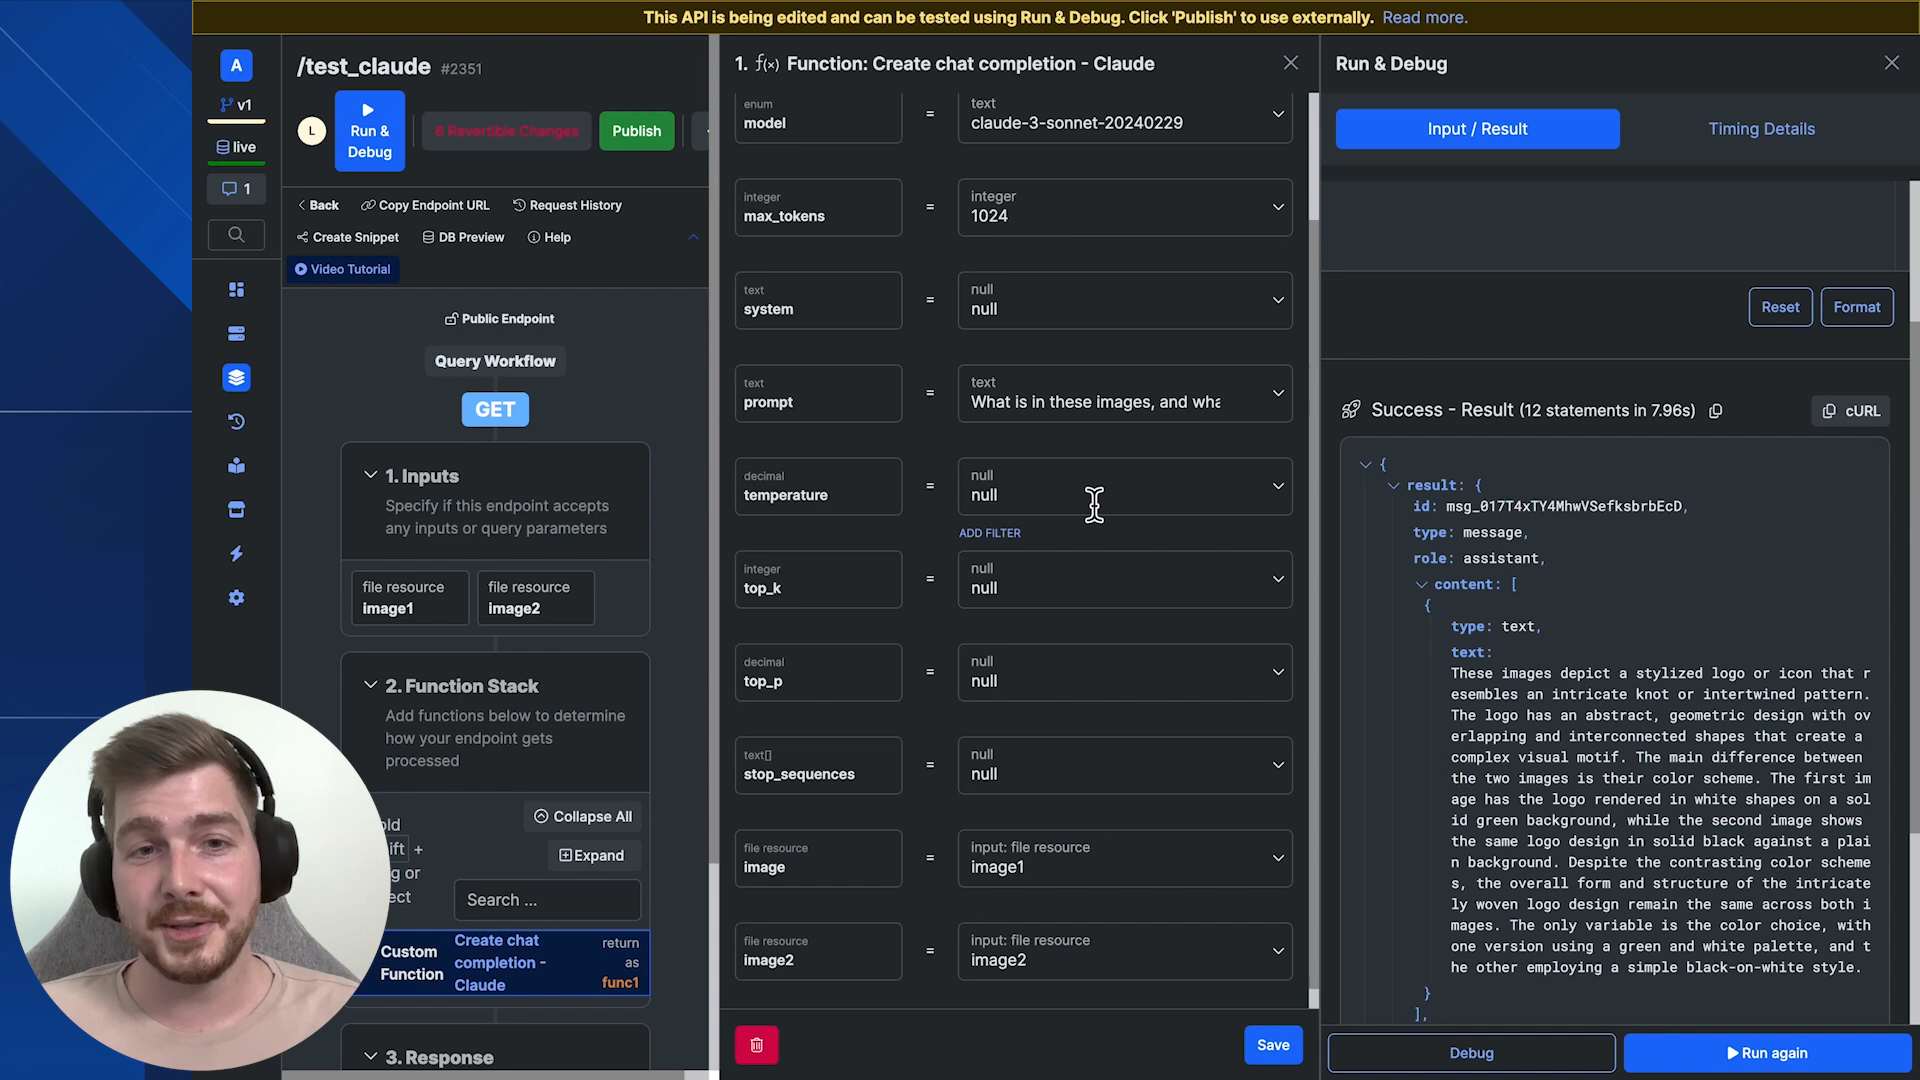 This API is being edited and can be tested using Run & Debug. Click 'Publish' to use externally. Read more.
A
v1
live
1
/test_claude #2351
L
Run &
Debug
6 Revertible Changes
Publish
Back
Copy Endpoint URL
Request History
Create Snippet
DB Preview
Help
Video Tutorial
Public Endpoint
Query Workflow
GET
1. Inputs
Specify if this endpoint accepts
any inputs or query parameters
file resource
image1
file resource
image2
2. Function Stack
Add functions below to determine
how your endpoint gets
processed
old
ift +
g or
ect
Collapse All
Expand
Search ...
Custom
Function
Create chat
completion -
Claude
return
as
func1
3. Response
1. f(x) Function: Create chat completion - Claude
enum
model
=
text
claude-3-sonnet-20240229
integer
max_tokens
=
integer
1024
text
system
=
null
null
text
prompt
=
text
What is in these images, and wha
decimal
temperature
=
null
null
ADD FILTER
integer
top_k
=
null
null
decimal
top_p
=
null
null
text[]
stop_sequences
=
null
null
file resource
image
=
input: file resource
image1
file resource
image2
=
input: file resource
image2
Save
Run & Debug
Input / Result
Timing Details
Reset
Format
Success - Result (12 statements in 7.96s)
cURL
{
result: {
id: msg_017T4xTY4MhwVSefksbrbEcD,
type: message,
role: assistant,
content: [
{
type: text,
text:
These images depict a stylized logo or icon that r
esembles an intricate knot or intertwined pattern.
The logo has an abstract, geometric design with ov
erlapping and interconnected shapes that create a
complex visual motif. The main difference between
the two images is their color scheme. The first im
age has the logo rendered in white shapes on a sol
id green background, while the second image shows
the same logo design in solid black against a plai
n background. Despite the contrasting color scheme
s, the overall form and structure of the intricate
ly woven logo design remain the same across both i
mages. The only variable is the color choice, with
one version using a green and white palette, and t
he other employing a simple black-on-white style.
}
],
Debug
Run again